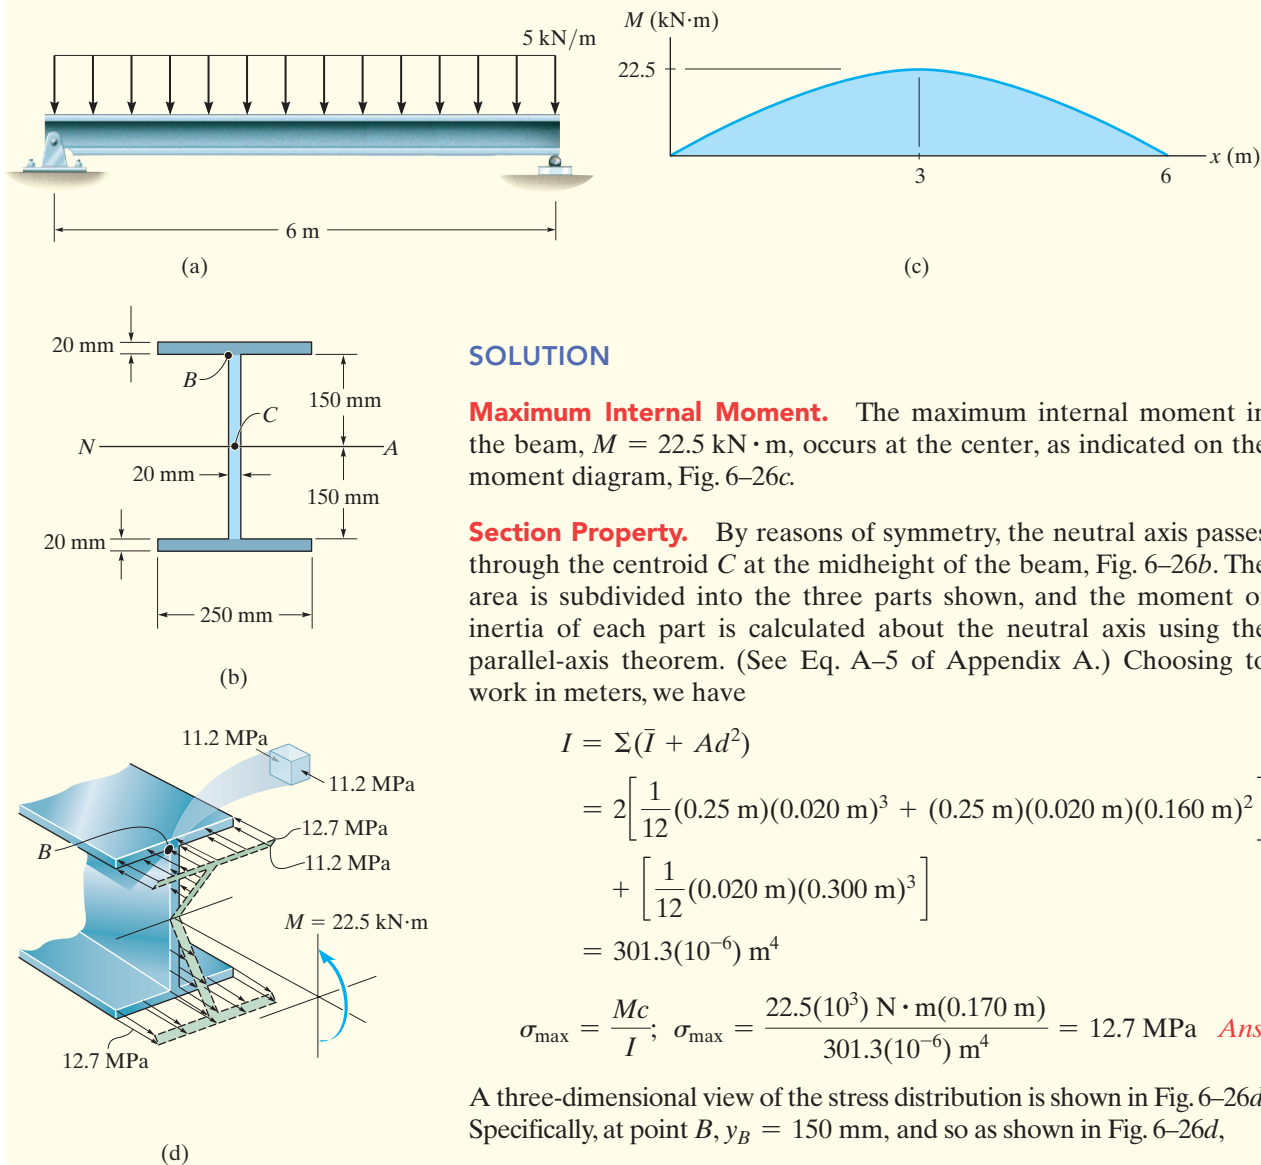 5 kN/m
6 m
(a)
M (kN·m)
22.5
3
6
x (m)
(c)
20 mm
B
150 mm
C
N
A
20 mm
150 mm
20 mm
250 mm
(b)
SOLUTION
Maximum Internal Moment. The maximum internal moment in
the beam, M = 22.5 kN · m, occurs at the center, as indicated on the
moment diagram, Fig. 6–26c.
Section Property. By reasons of symmetry, the neutral axis passes
through the centroid C at the midheight of the beam, Fig. 6–26b. The
area is subdivided into the three parts shown, and the moment of
inertia of each part is calculated about the neutral axis using the
parallel-axis theorem. (See Eq. A–5 of Appendix A.) Choosing to
work in meters, we have
I = Σ(Ī + Ad²)
= 2[1/12 (0.25 m)(0.020 m)³ + (0.25 m)(0.020 m)(0.160 m)²]
+ [1/12 (0.020 m)(0.300 m)³]
= 301.3(10⁻⁶) m⁴
σmax = Mc/I; σmax = 22.5(10³) N · m(0.170 m)/301.3(10⁻⁶) m⁴ = 12.7 MPa Ans
A three-dimensional view of the stress distribution is shown in Fig. 6–26d
Specifically, at point B, yB = 150 mm, and so as shown in Fig. 6–26d,
11.2 MPa
11.2 MPa
12.7 MPa
B
11.2 MPa
M = 22.5 kN·m
12.7 MPa
(d)